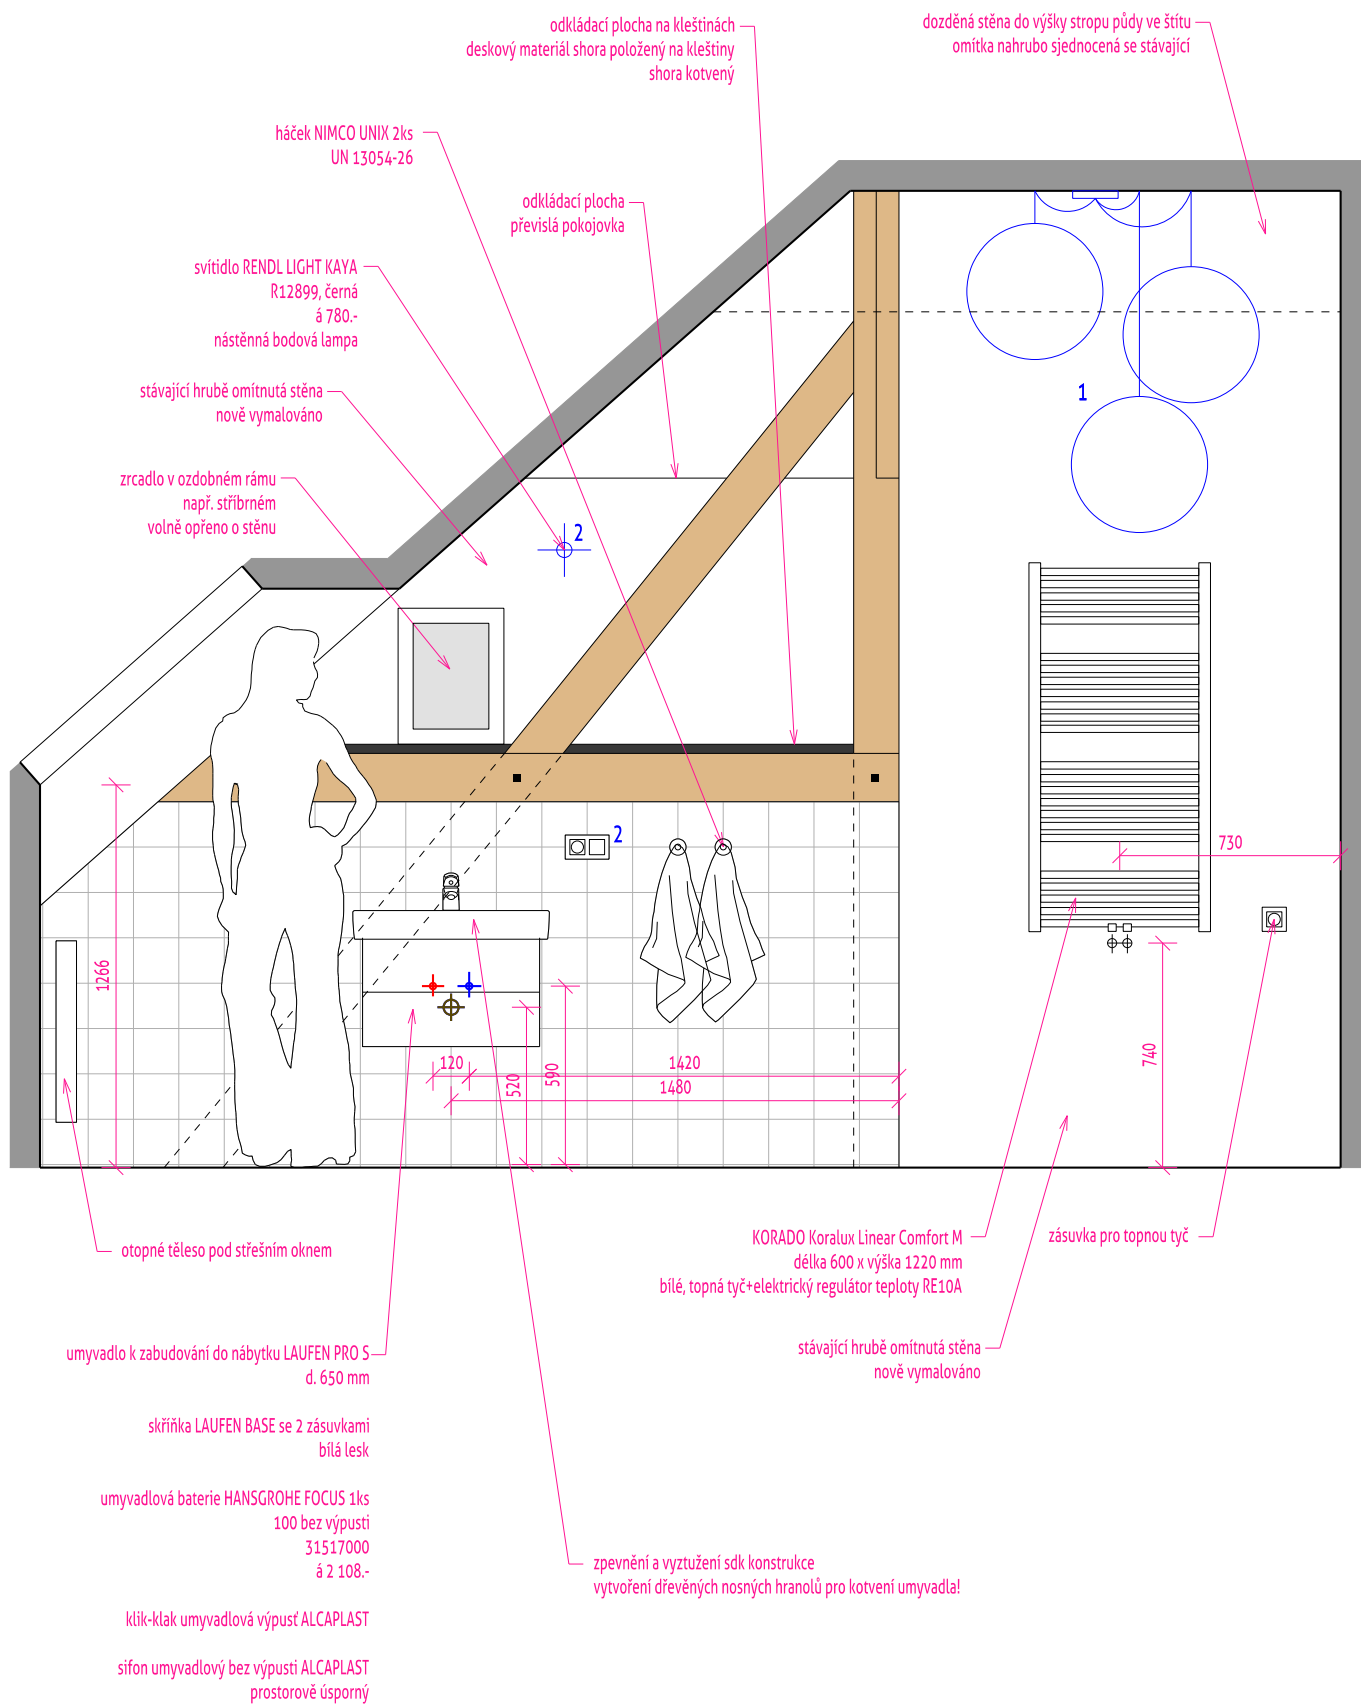 odkládací plocha na kleštinách
deskový materiál shora položený na kleštiny
shora kotvený
dozděná stěna do výšky stropu půdy ve štítu
omítka nahrubo sjednocená se stávající
háček NIMCO UNIX 2ks
UN 13054-26
odkládací plocha
převislá pokojovka
svítidlo RENDL LIGHT KAYA
R12899, černá
á 780.-
nástěnná bodová lampa
stávající hrubě omítnutá stěna
nově vymalováno
zrcadlo v ozdobném rámu
např. stříbrném
volně opřeno o stěnu
1
2
2
730
1266
120
520
590
1420
1480
740
otopné těleso pod střešním oknem
KORADO Koralux Linear Comfort M
délka 600 x výška 1220 mm
bílé, topná tyč+elektrický regulátor teploty RE10A
zásuvka pro topnou tyč
stávající hrubě omítnutá stěna
nově vymalováno
umyvadlo k zabudování do nábytku LAUFEN PRO S
d. 650 mm
skříňka LAUFEN BASE se 2 zásuvkami
bílá lesk
umyvadlová baterie HANSGROHE FOCUS 1ks
100 bez výpusti
31517000
á 2 108.-
klik-klak umyvadlová výpusť ALCAPLAST
sifon umyvadlový bez výpusti ALCAPLAST
prostorově úsporný
zpevnění a vyztužení sdk konstrukce
vytvoření dřevěných nosných hranolů pro kotvení umyvadla!